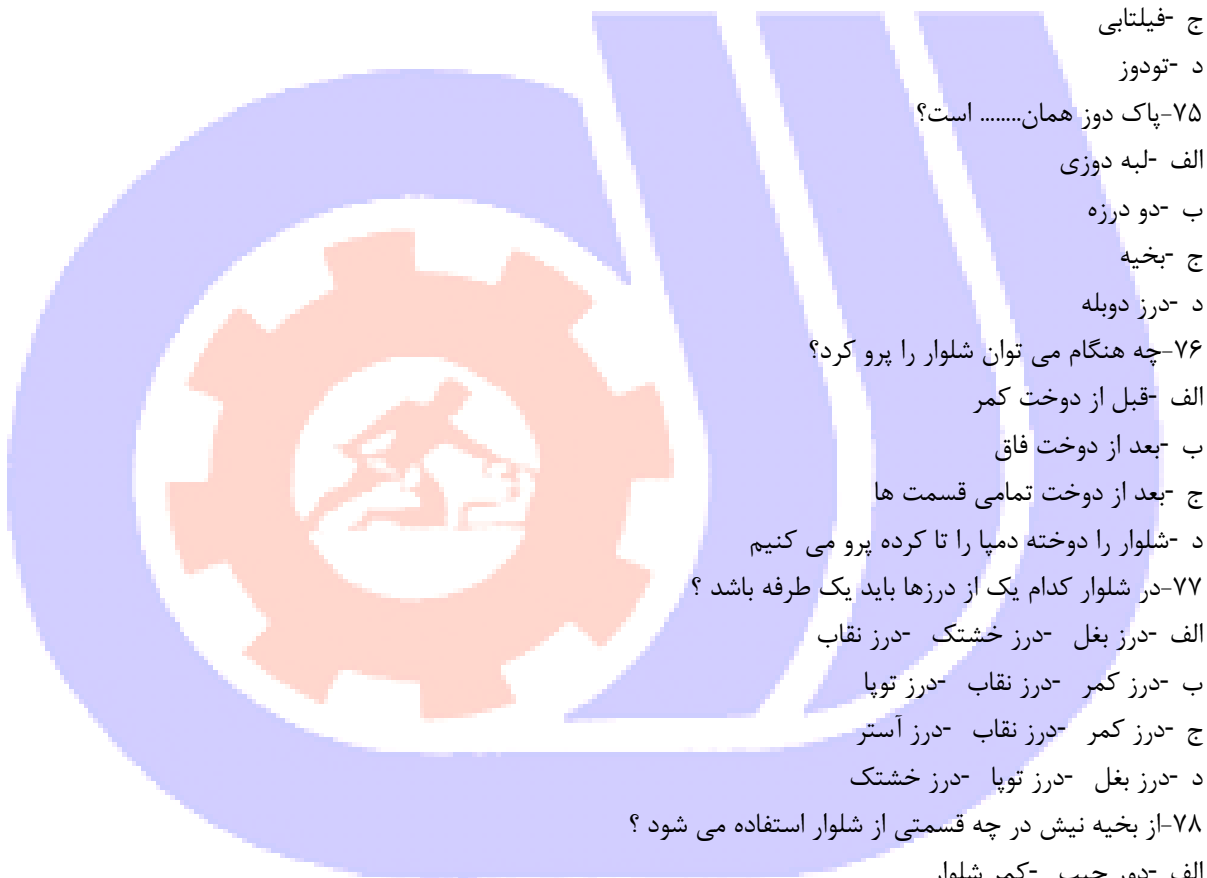 ج -فیلتابی
د -تودوز
۷۵-پاک دوز همان........ است؟
الف -لبه دوزی
ب -دو درزه
ج -بخیه
د -درز دوبله
۷۶-چه هنگام می توان شلوار را پرو کرد؟
الف -قبل از دوخت کمر
ب -بعد از دوخت فاق
ج -بعد از دوخت تمامی قسمت ها
د -شلوار را دوخته دمپا را تا کرده پرو می کنیم
۷۷-در شلوار کدام یک از درزها باید یک طرفه باشد ؟
الف -درز بغل -درز خشتک -درز نقاب
ب -درز کمر -درز نقاب -درز توپا
ج -درز کمر -درز نقاب -درز آستر
د -درز بغل -درز توپا -درز خشتک
۷۸-از بخیه نیش در چه قسمتی از شلوار استفاده می شود ؟
الف -دور جیب -کمر شلوار